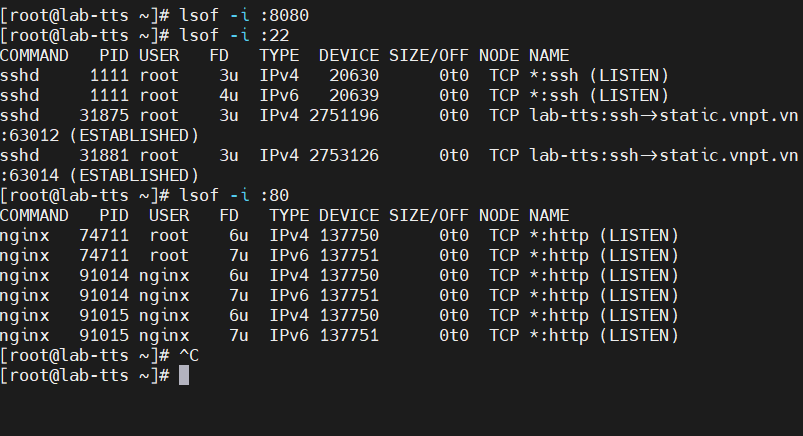 [root@lab-tts ~]# lsof -i :8080
[root@lab-tts ~]# lsof -i :22
COMMAND   PID USER   FD   TYPE  DEVICE SIZE/OFF NODE NAME
sshd     1111 root    3u  IPv4   20630      0t0  TCP *:ssh (LISTEN)
sshd     1111 root    4u  IPv6   20639      0t0  TCP *:ssh (LISTEN)
sshd    31875 root    3u  IPv4 2751196      0t0  TCP lab-tts:ssh->static.vnpt.vn
:63012 (ESTABLISHED)
sshd    31881 root    3u  IPv4 2753126      0t0  TCP lab-tts:ssh->static.vnpt.vn
:63014 (ESTABLISHED)
[root@lab-tts ~]# lsof -i :80
COMMAND   PID  USER   FD   TYPE DEVICE SIZE/OFF NODE NAME
nginx   74711  root    6u  IPv4 137750      0t0  TCP *:http (LISTEN)
nginx   74711  root    7u  IPv6 137751      0t0  TCP *:http (LISTEN)
nginx   91014 nginx    6u  IPv4 137750      0t0  TCP *:http (LISTEN)
nginx   91014 nginx    7u  IPv6 137751      0t0  TCP *:http (LISTEN)
nginx   91015 nginx    6u  IPv4 137750      0t0  TCP *:http (LISTEN)
nginx   91015 nginx    7u  IPv6 137751      0t0  TCP *:http (LISTEN)
[root@lab-tts ~]# ^C
[root@lab-tts ~]#